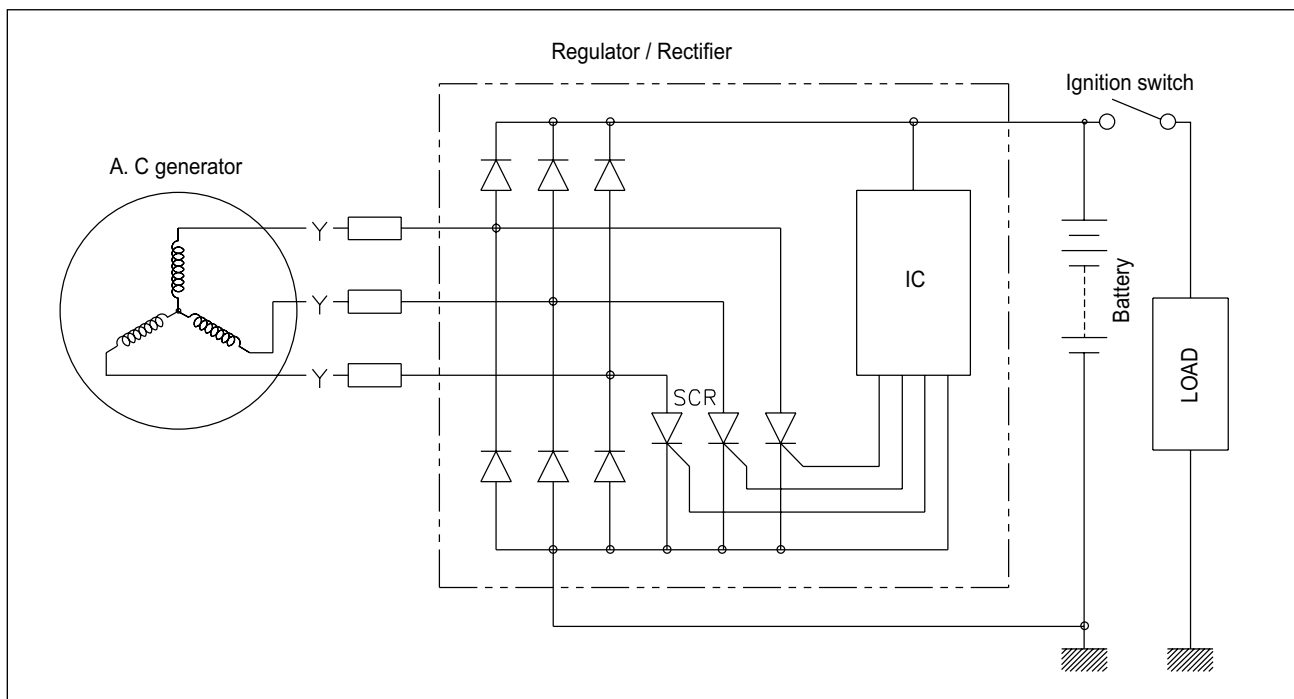 Regulator / Rectifier
Ignition switch
A. C generator
Y
Y
Y
IC
Battery
LOAD
SCR